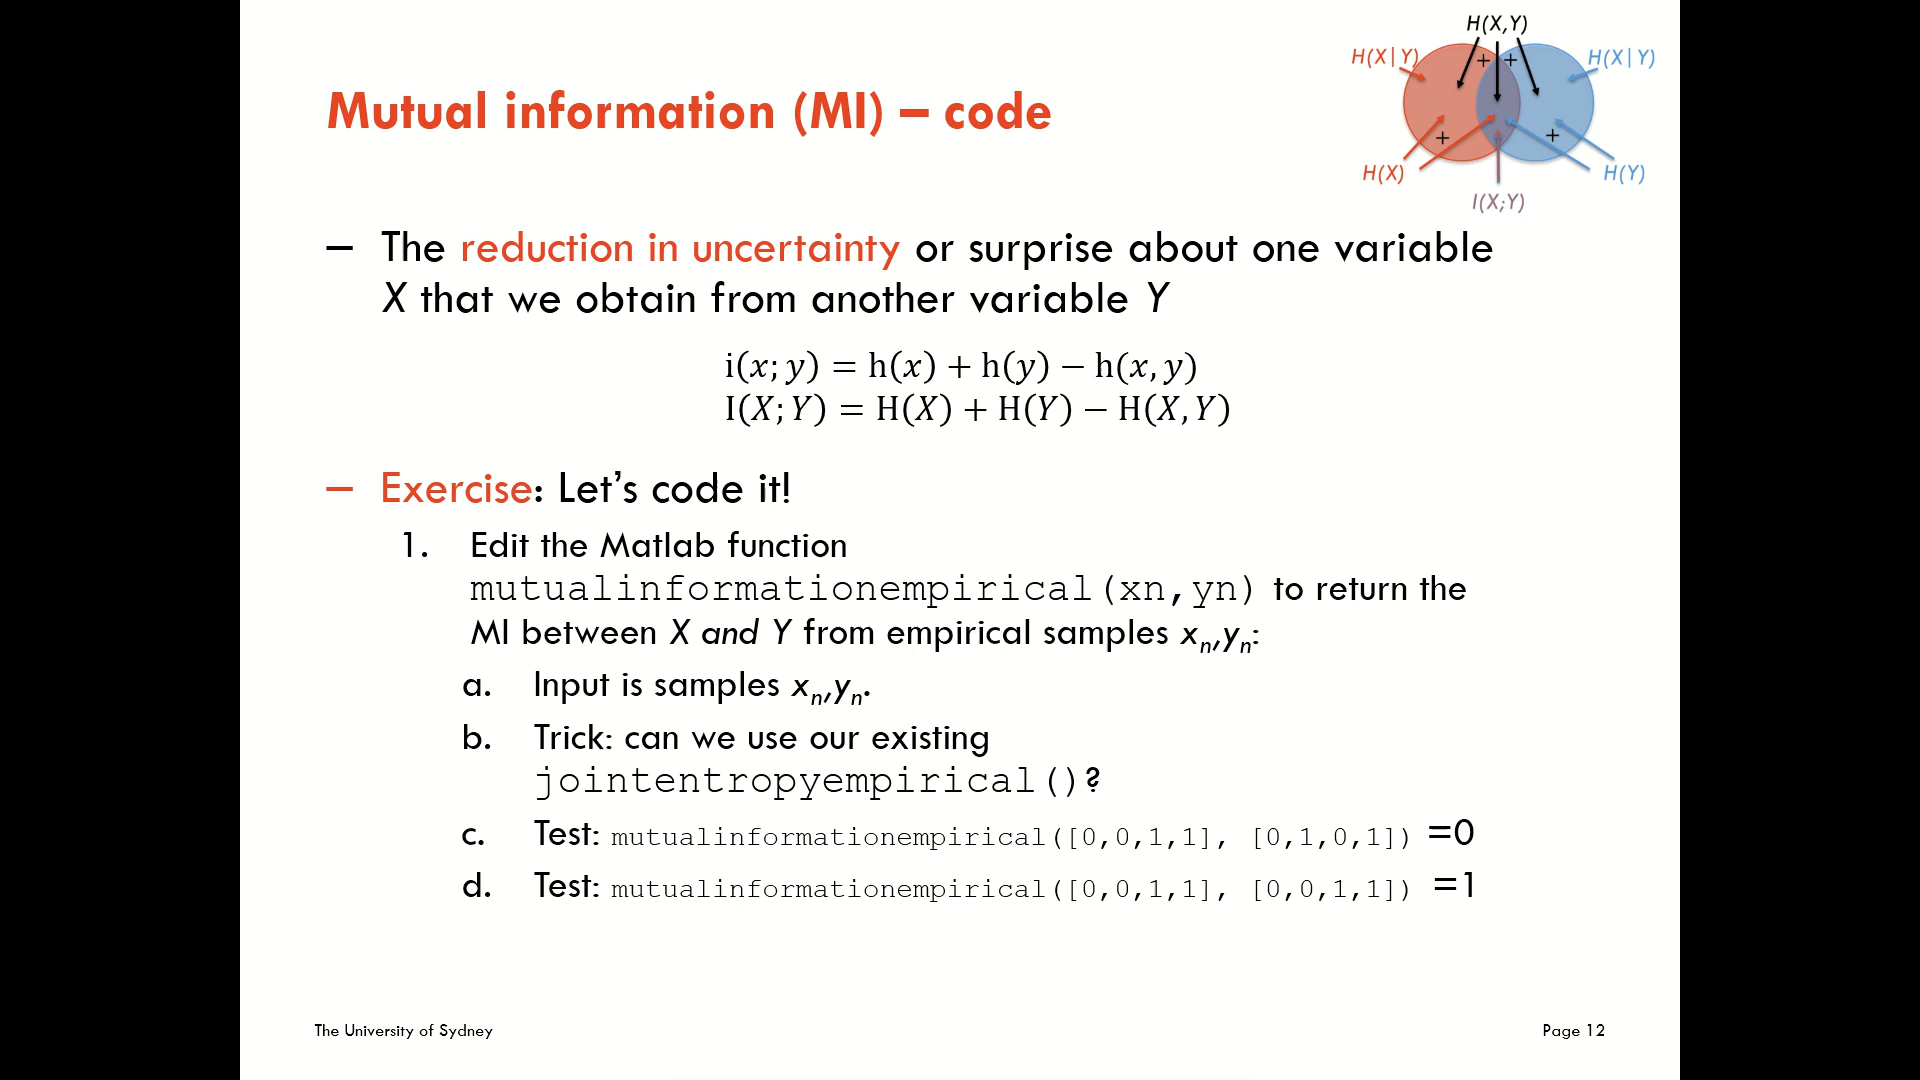 H(X,Y)
H(X|Y) + + H(X|Y)
Mutual information (MI) – code
+ +
H(X) H(Y)
I(X;Y)
– The reduction in uncertainty or surprise about one variable
X that we obtain from another variable Y
i(x; y) = h(x) + h(y) − h(x, y)
I(X; Y) = H(X) + H(Y) − H(X, Y)
– Exercise: Let’s code it!
1. Edit the Matlab function
mutualinformationempirical(xn,yn) to return the
MI between X and Y from empirical samples xₙ,yₙ:
a. Input is samples xₙ,yₙ.
b. Trick: can we use our existing
jointentropyempirical()?
c. Test: mutualinformationempirical([0,0,1,1], [0,1,0,1]) =0
d. Test: mutualinformationempirical([0,0,1,1], [0,0,1,1]) =1
The University of Sydney Page 12